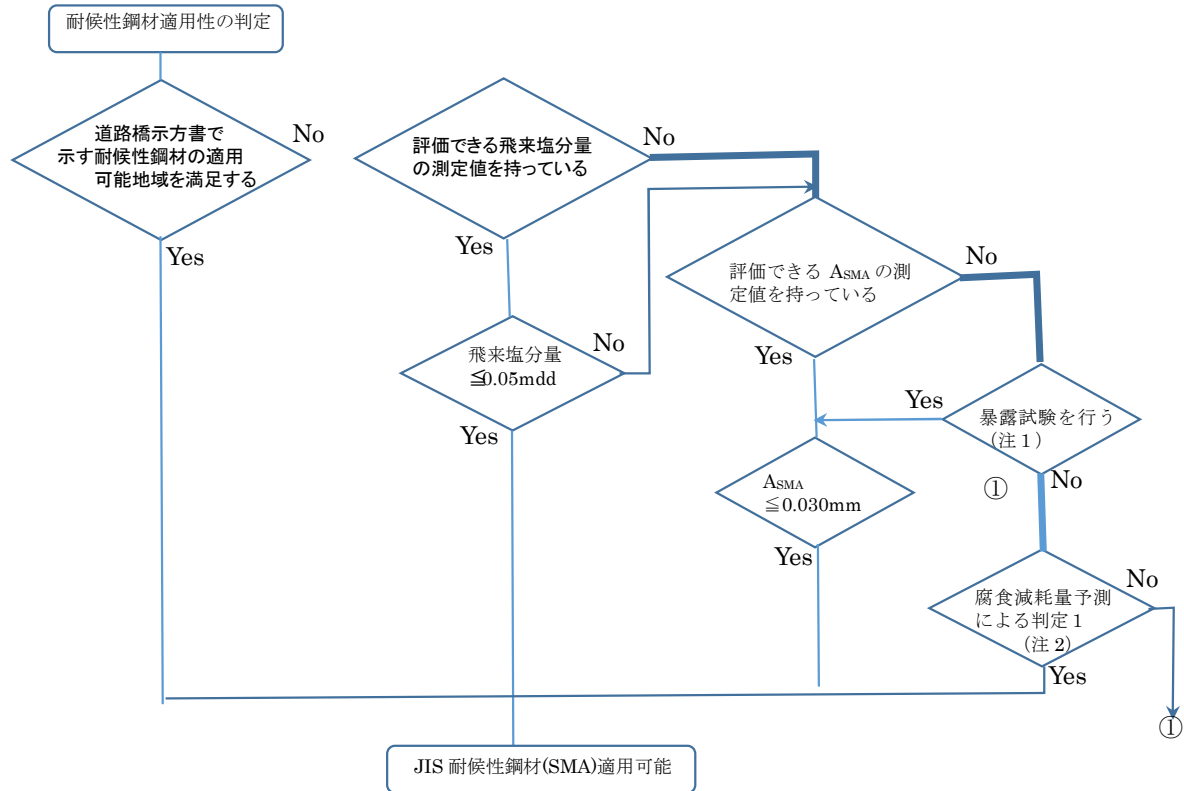 耐候性鋼材適用性の判定
道路橋示方書で
示す耐候性鋼材の適用
可能地域を満足する
No
Yes
評価できる飛来塩分量
の測定値を持っている
No
Yes
飛来塩分量
≦0.05mdd
No
Yes
評価できる ASMA の測
定値を持っている
No
Yes
暴露試験を行う
(注1)
Yes
①
No
ASMA
≦0.030mm
Yes
腐食減耗量予測
による判定1
(注2)
No
Yes
①
JIS 耐候性鋼材(SMA)適用可能